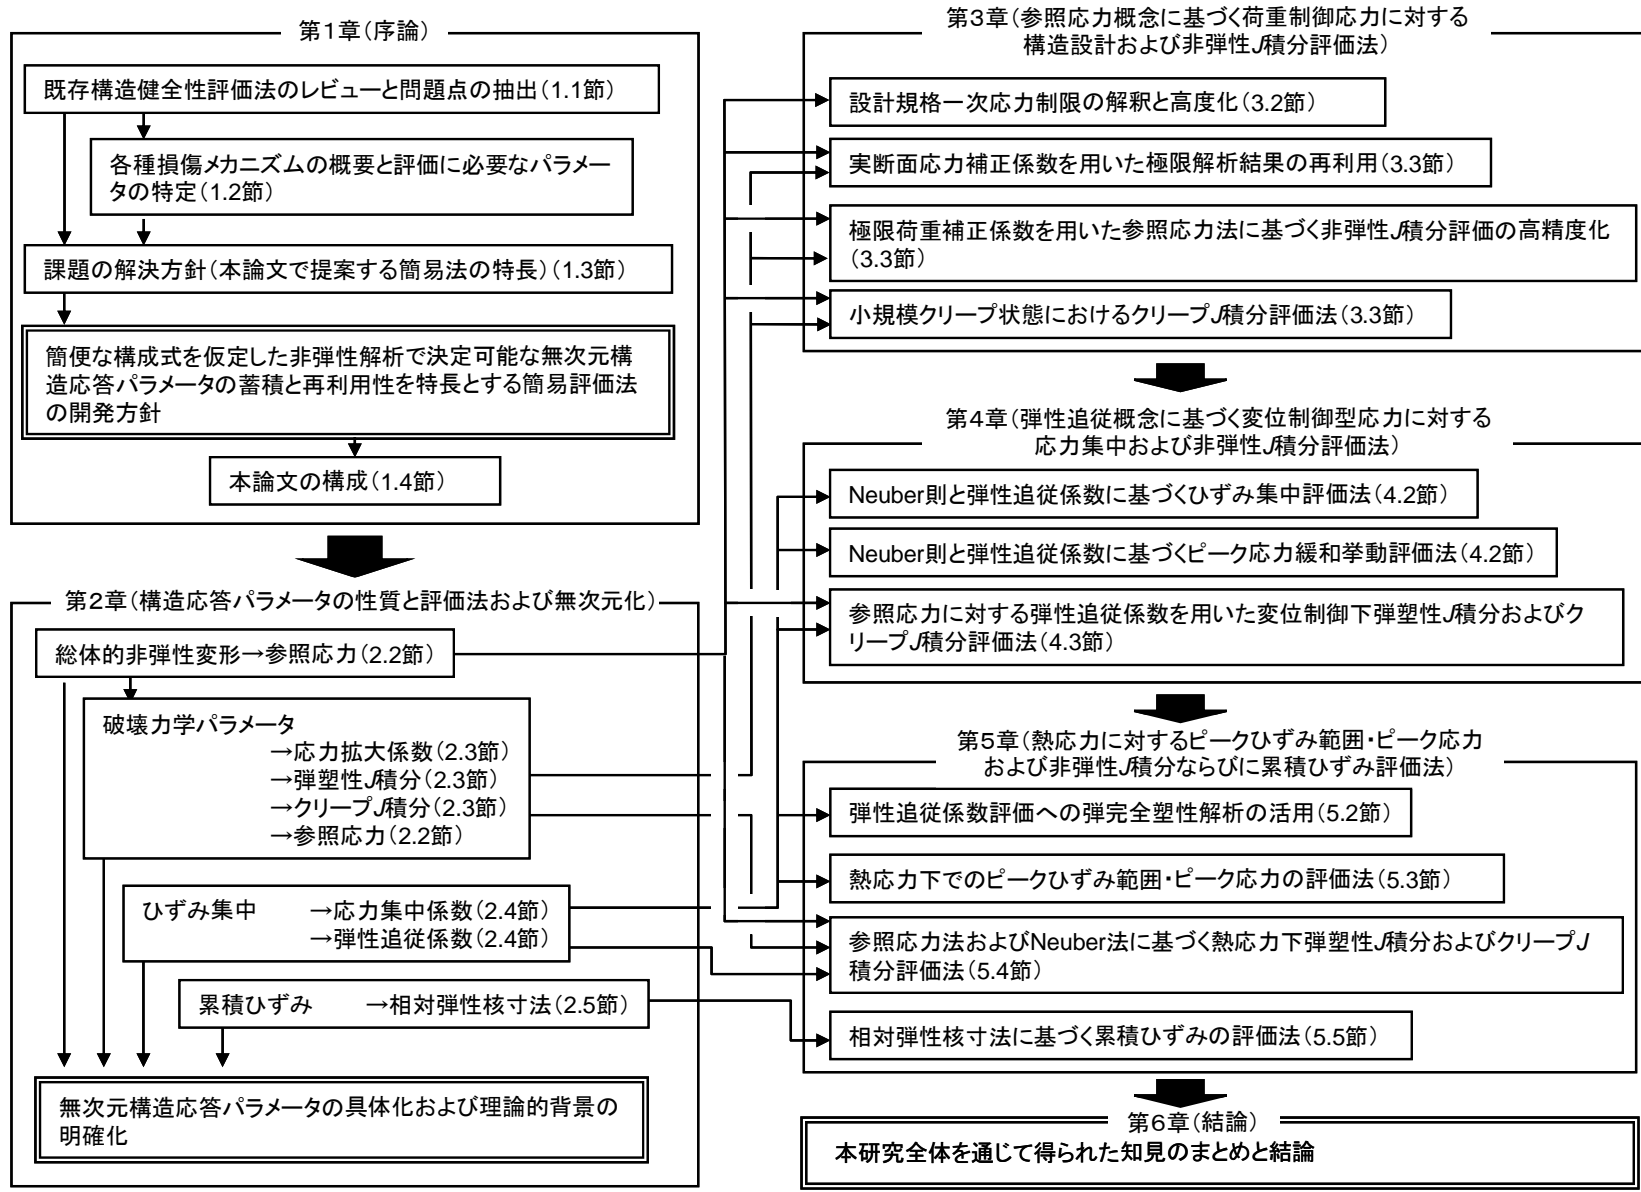 第1章(序論)
既存構造健全性評価法のレビューと問題点の抽出(1.1節)
各種損傷メカニズムの概要と評価に必要なパラメー
タの特定(1.2節)
課題の解決方針(本論文で提案する簡易法の特長)(1.3節)
簡便な構成式を仮定した非弾性解析で決定可能な無次元構
造応答パラメータの蓄積と再利用性を特長とする簡易評価法
の開発方針
本論文の構成(1.4節)
第2章(構造応答パラメータの性質と評価法および無次元化)
総体的非弾性変形→参照応力(2.2節)
破壊力学パラメータ
→応力拡大係数(2.3節)
→弾塑性J積分(2.3節)
→クリープJ積分(2.3節)
→参照応力(2.2節)
ひずみ集中 →応力集中係数(2.4節)
→弾性追従係数(2.4節)
累積ひずみ →相対弾性核寸法(2.5節)
無次元構造応答パラメータの具体化および理論的背景の
明確化
第3章(参照応力概念に基づく荷重制御応力に対する
構造設計および非弾性J積分評価法)
設計規格一次応力制限の解釈と高度化(3.2節)
実断面応力補正係数を用いた極限解析結果の再利用(3.3節)
極限荷重補正係数を用いた参照応力法に基づく非弾性J積分評価の高精度化
(3.3節)
小規模クリープ状態におけるクリープJ積分評価法(3.3節)
第4章(弾性追従概念に基づく変位制御型応力に対する
応力集中および非弾性J積分評価法)
Neuber則と弾性追従係数に基づくひずみ集中評価法(4.2節)
Neuber則と弾性追従係数に基づくピーク応力緩和挙動評価法(4.2節)
参照応力に対する弾性追従係数を用いた変位制御下弾塑性J積分およびク
リープJ積分評価法(4.3節)
第5章(熱応力に対するピークひずみ範囲・ピーク応力
および非弾性J積分ならびに累積ひずみ評価法)
弾性追従係数評価への弾完全塑性解析の活用(5.2節)
熱応力下でのピークひずみ範囲・ピーク応力の評価法(5.3節)
参照応力法およびNeuber法に基づく熱応力下弾塑性J積分およびクリープJ
積分評価法(5.4節)
相対弾性核寸法に基づく累積ひずみの評価法(5.5節)
第6章(結論)
本研究全体を通じて得られた知見のまとめと結論